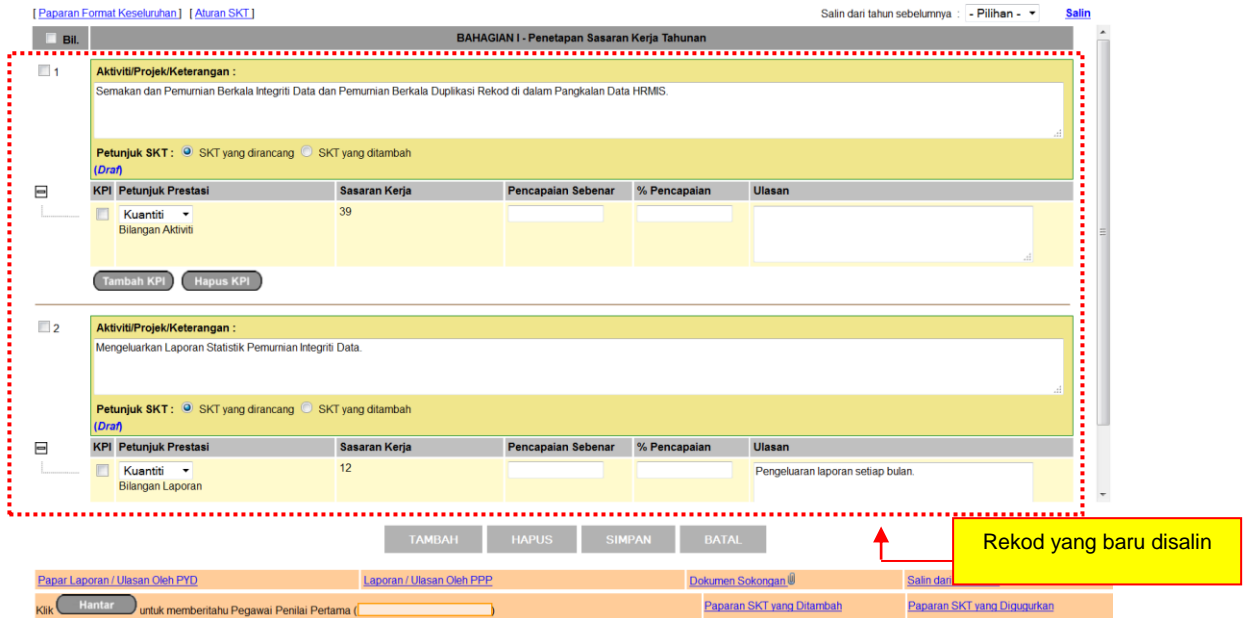 [ Paparan Format Keseluruhan ] [ Aturan SKT ] Salin dari tahun sebelumnya : - Pilihan - Salin
Bil. BAHAGIAN I - Penetapan Sasaran Kerja Tahunan
1 Aktiviti/Projek/Keterangan :
Semakan dan Pemurnian Berkala Integriti Data dan Pemurnian Berkala Duplikasi Rekod di dalam Pangkalan Data HRMIS.
Petunjuk SKT : SKT yang dirancang SKT yang ditambah
(Draf)
KPI Petunjuk Prestasi Sasaran Kerja Pencapaian Sebenar % Pencapaian Ulasan
Kuantiti 39
Bilangan Aktiviti
Tambah KPI Hapus KPI
2 Aktiviti/Projek/Keterangan :
Mengeluarkan Laporan Statistik Pemurnian Integriti Data.
Petunjuk SKT : SKT yang dirancang SKT yang ditambah
(Draf)
KPI Petunjuk Prestasi Sasaran Kerja Pencapaian Sebenar % Pencapaian Ulasan
Kuantiti 12 Pengeluaran laporan setiap bulan.
Bilangan Laporan
TAMBAH HAPUS SIMPAN BATAL
Rekod yang baru disalin
Papar Laporan / Ulasan Oleh PYD Laporan / Ulasan Oleh PPP Dokumen Sokongan Salin dari
Klik Hantar untuk memberitahu Pegawai Penilai Pertama ( ) Paparan SKT yang Ditambah Paparan SKT yang Digugurkan